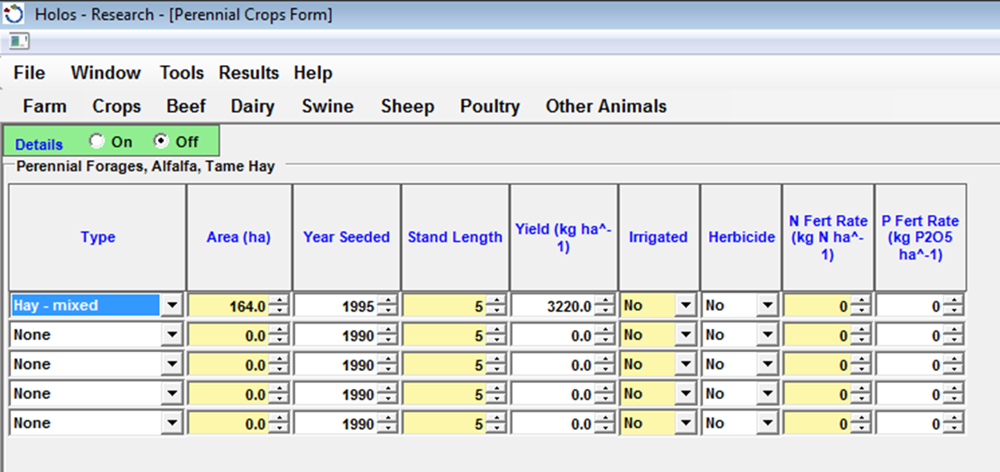 Holos - Research - [Perennial Crops Form]
File Window Tools Results Help
Farm Crops Beef Dairy Swine Sheep Poultry Other Animals
Details On Off
Perennial Forages, Alfalfa, Tame Hay
Type Area (ha) Year Seeded Stand Length Yield (kg ha^-1) Irrigated Herbicide N Fert Rate (kg N ha^-1) P Fert Rate (kg P2O5 ha^-1)
Hay - mixed 164.0 1995 5 3220.0 No No 0 0
None 0.0 1990 5 0.0 No No 0 0
None 0.0 1990 5 0.0 No No 0 0
None 0.0 1990 5 0.0 No No 0 0
None 0.0 1990 5 0.0 No No 0 0